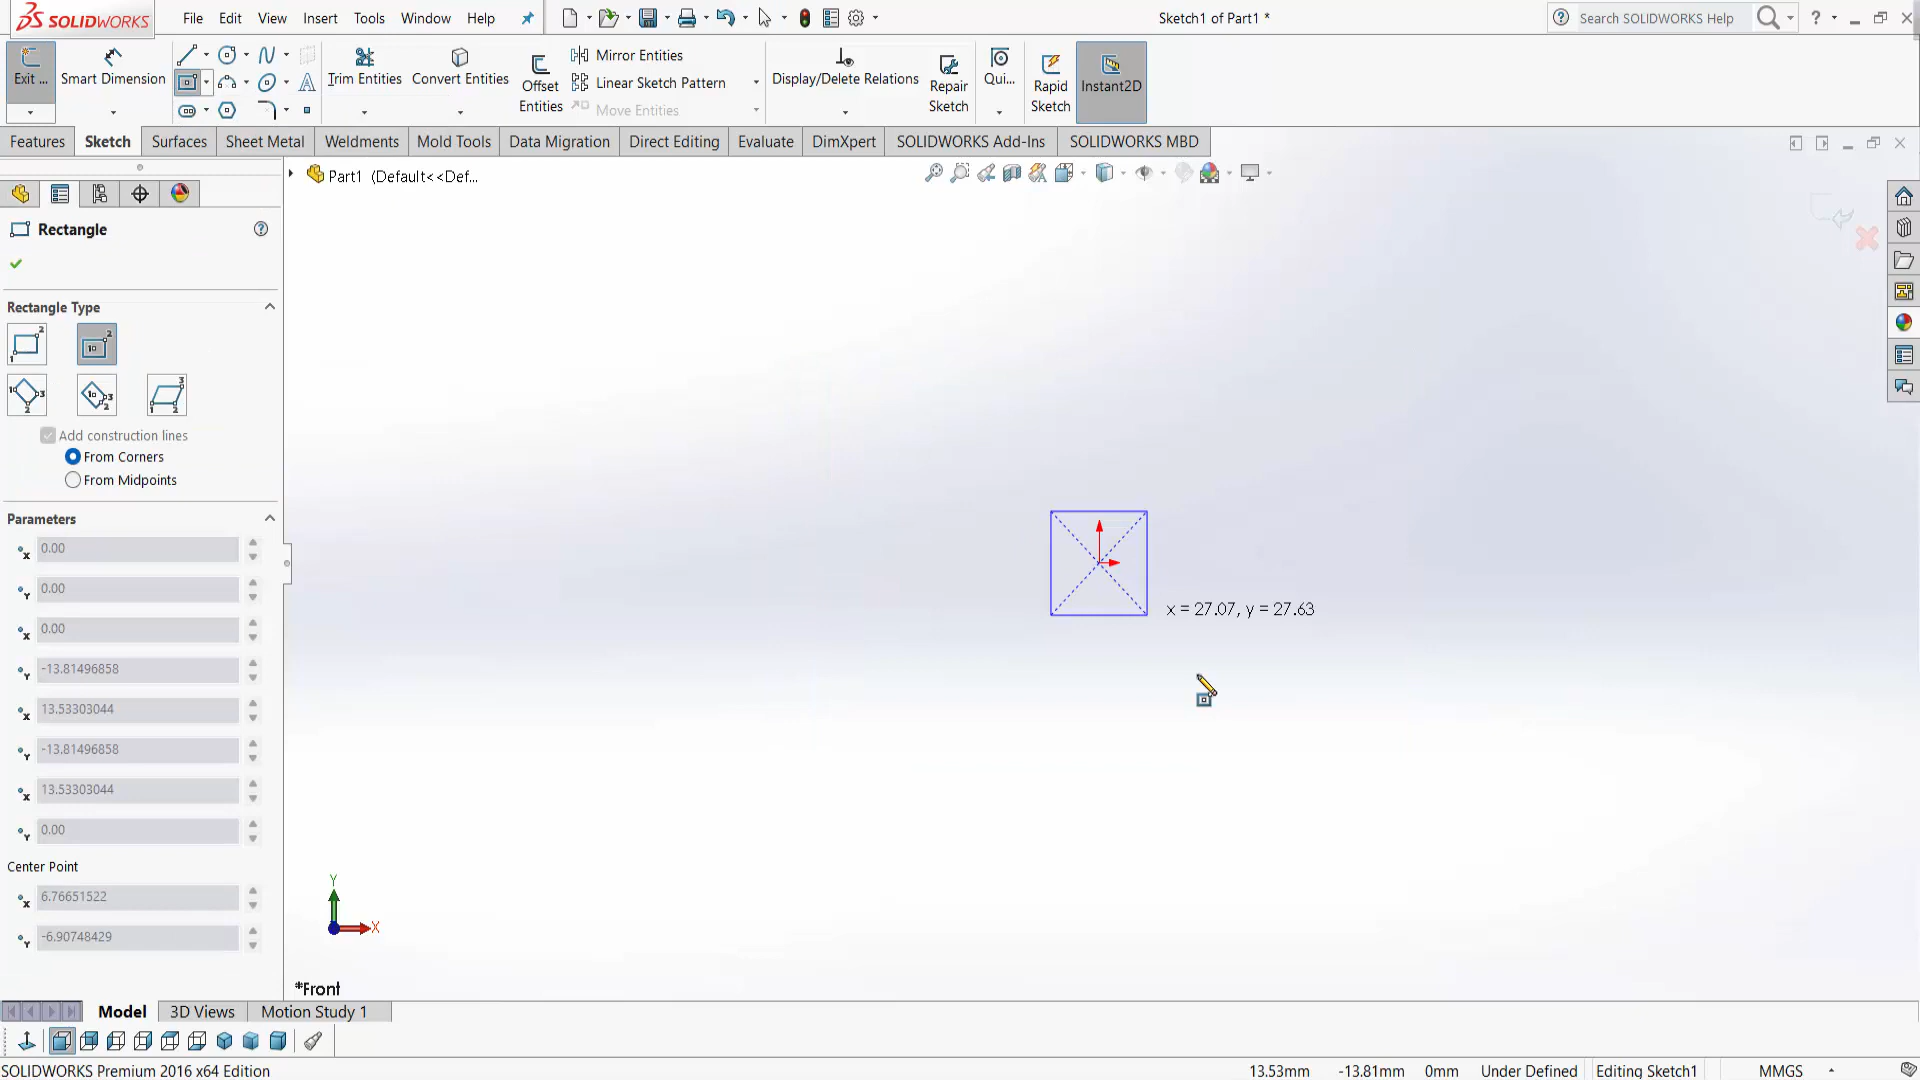 SOLIDWORKS
File Edit View Insert Tools Window Help
Sketch1 of Part1 *
Search SOLIDWORKS Help
Exit ...
Smart Dimension
Trim Entities
Convert Entities
Offset Entities
Mirror Entities
Linear Sketch Pattern
Move Entities
Display/Delete Relations
Repair Sketch
Qui...
Rapid Sketch
Instant2D
Features Sketch Surfaces Sheet Metal Weldments Mold Tools Data Migration Direct Editing Evaluate DimXpert SOLIDWORKS Add-Ins SOLIDWORKS MBD
Part1 (Default<<Def...
Rectangle
Rectangle Type
Add construction lines
From Corners
From Midpoints
Parameters
0.00
0.00
0.00
-13.81496858
13.53303044
-13.81496858
13.53303044
0.00
Center Point
6.76651522
-6.90748429
x = 27.07, y = 27.63
Y
X
*Front
Model 3D Views Motion Study 1
SOLIDWORKS Premium 2016 x64 Edition
13.53mm -13.81mm 0mm Under Defined Editing Sketch1 MMGS